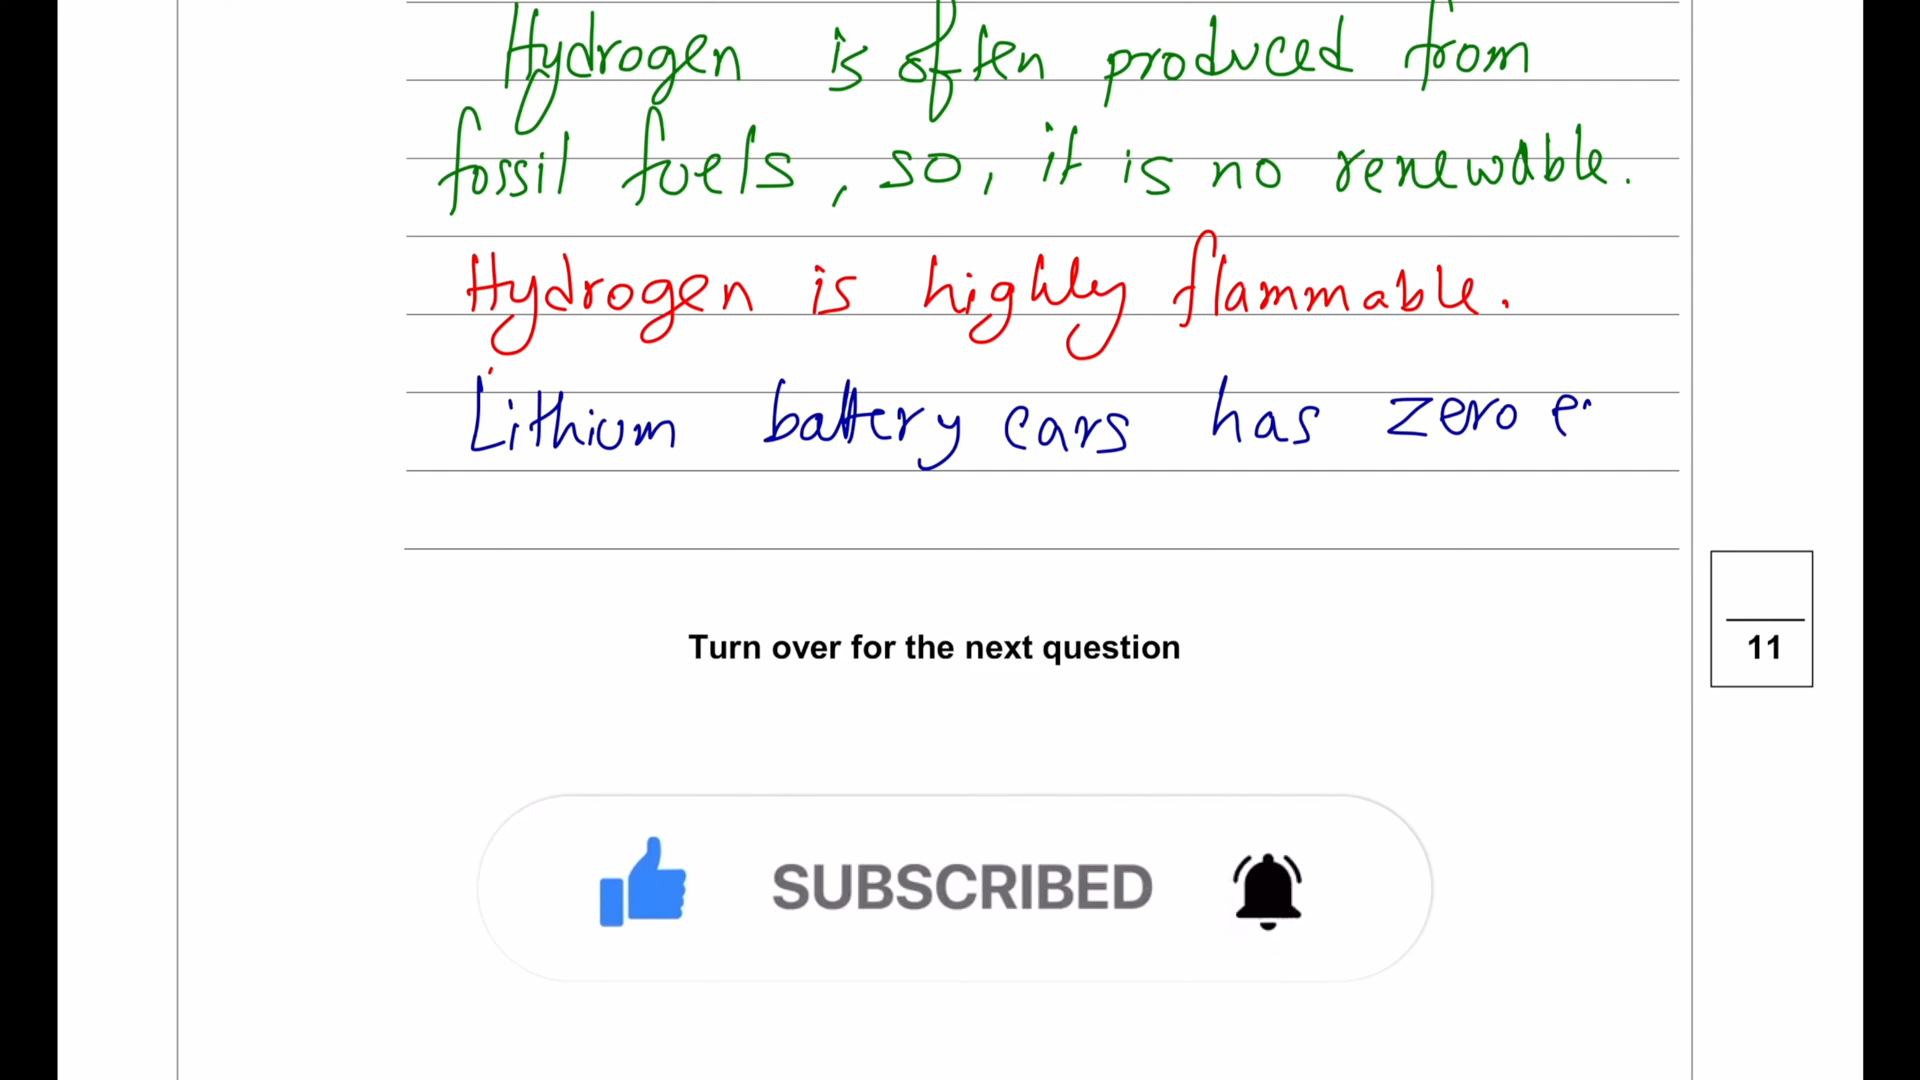 Hydrogen is often produced from
fossil fuels, so, it is no renewable.
Hydrogen is highly flammable.
Lithium battery cars has zero e
Turn over for the next question
11
SUBSCRIBED